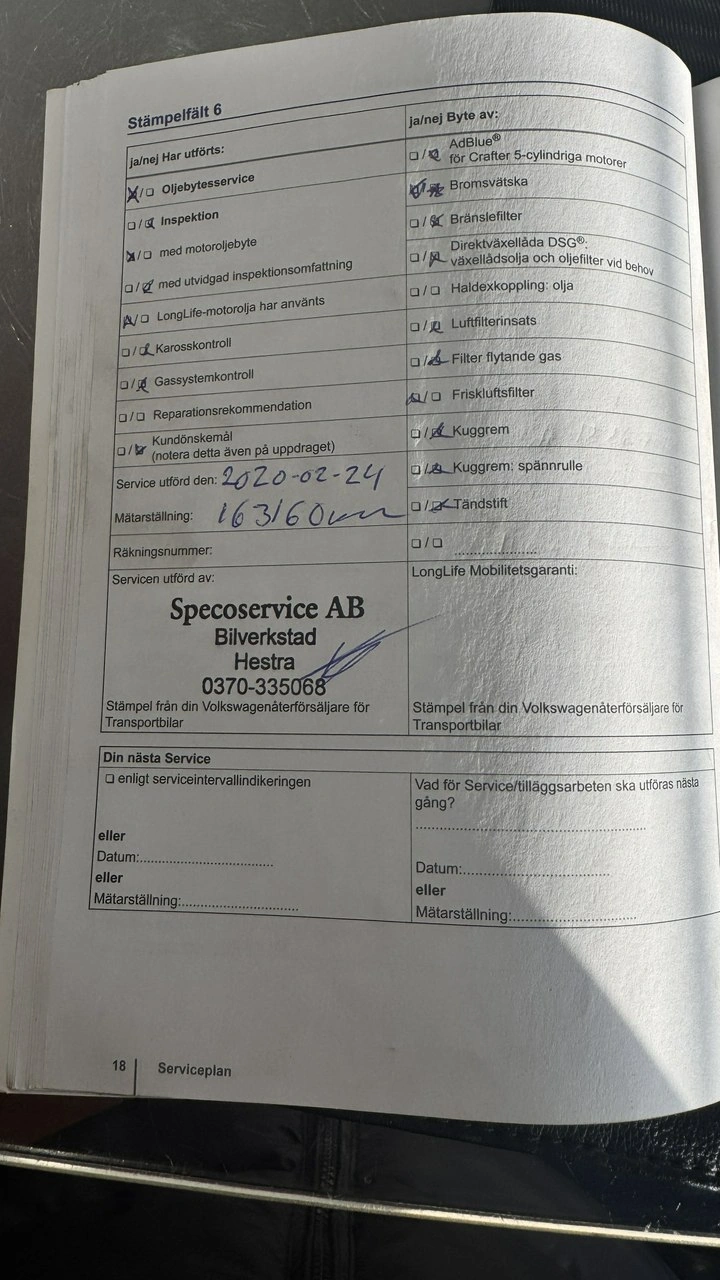 Stämpelfält 6
ja/nej Har utförts:
❏/❏ Oljebytesservice
❏/❏ Inspektion
❏/❏ med motoroljebyte
❏/❏ med utvidgad inspektionsomfattning
❏/❏ LongLife-motorolja har använts
❏/❏ Karosskontroll
❏/❏ Gassystemkontroll
❏/❏ Reparationsrekommendation
❏/❏ Kundönskemål
(notera detta även på uppdraget)
Service utförd den: 2020-02-24
Mätarställning: 163160km
Räkningsnummer:
Servicen utförd av:
Specoservice AB
Bilverkstad
Hestra
0370-335068
Stämpel från din Volkswagenåterförsäljare för
Transportbilar
ja/nej Byte av:
❏/❏ AdBlue®
för Crafter 5-cylindriga motorer
❏/❏ Bromsvätska
❏/❏ Bränslefilter
❏/❏ Direktväxellåda DSG®:
växellådsolja och oljefilter vid behov
❏/❏ Haldexkoppling: olja
❏/❏ Luftfilterinsats
❏/❏ Filter flytande gas
❏/❏ Friskluftsfilter
❏/❏ Kuggrem
❏/❏ Kuggrem: spännrulle
❏/❏ Tändstift
❏/❏ ........................
LongLife Mobilitetsgaranti:
Stämpel från din Volkswagenåterförsäljare för
Transportbilar
Din nästa Service
❏ enligt serviceintervallindikeringen
eller
Datum:....................................
eller
Mätarställning:................................
Vad för Service/tilläggsarbeten ska utföras nästa
gång?
................................................................
Datum:........................................
eller
Mätarställning:..................................
18 Serviceplan